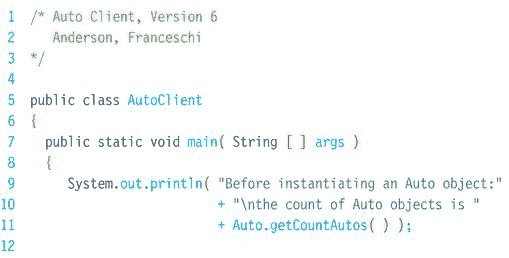 1 /* Auto Client, Version 6
2 Anderson, Franceschi
3 */
4
5 public class AutoClient
6 {
7 public static void main( String [ ] args )
8 {
9 System.out.println( "Before instantiating an Auto object:"
10 + "\nthe count of Auto objects is "
11 + Auto.getCountAutos( ) );
12